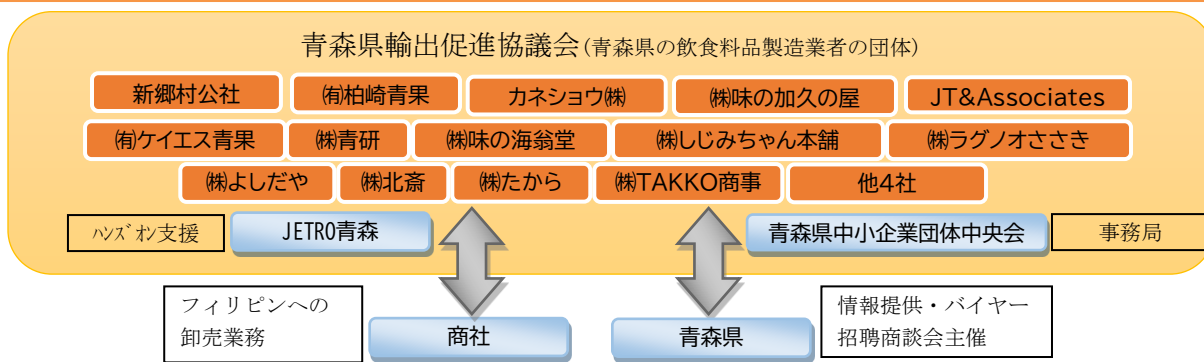 青森県輸出促進協議会(青森県の飲食料品製造業者の団体)
新郷村公社
㈲柏崎青果
カネショウ㈱
㈱味の加久の屋
JT&Associates
㈲ケイエス青果
㈱青研
㈱味の海翁堂
㈱しじみちゃん本舗
㈱ラグノオささき
㈱よしだや
㈱北斎
㈱たから
㈱TAKKO商事
他4社
ﾊﾝｽﾞｵﾝ支援
JETRO青森
青森県中小企業団体中央会
事務局
フィリピンへの
卸売業務
商社
青森県
情報提供・バイヤー
招聘商談会主催